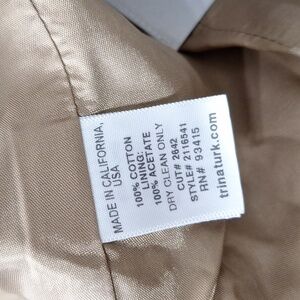 MADE IN CALIFORNIA,
USA
100% COTTON
LINING:
100% ACETATE
DRY CLEAN ONLY
CUT# 2642
STYLE# 2116541
RN# 93415
trinaturk.com